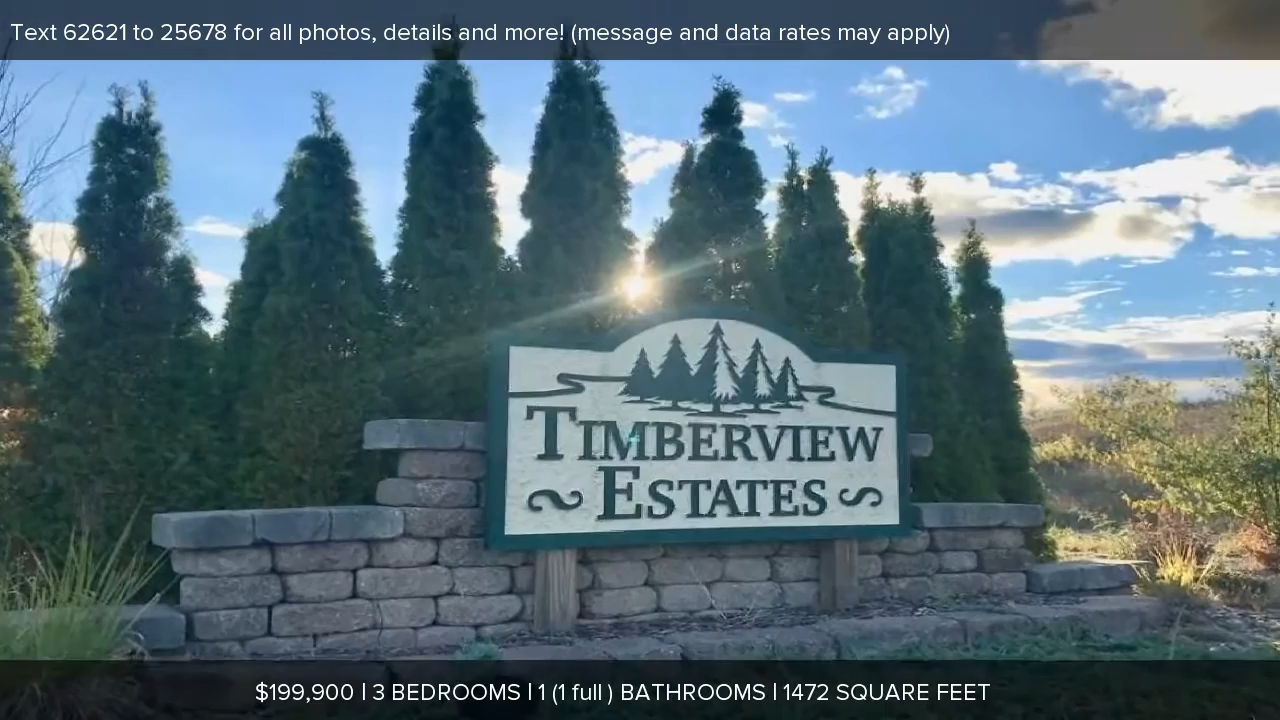 Text 62621 to 25678 for all photos, details and more! (message and data rates may apply)
TIMBERVIEW
ESTATES
$199,900 | 3 BEDROOMS | 1 (1 full ) BATHROOMS | 1472 SQUARE FEET